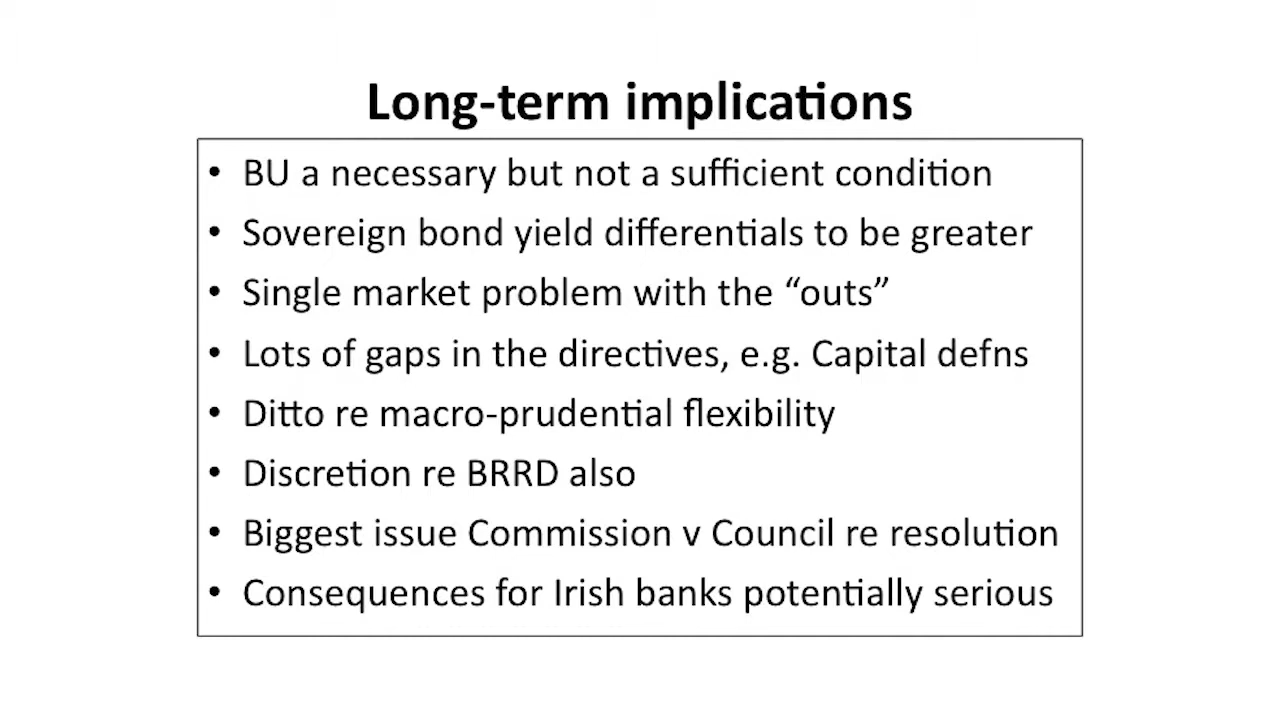 Long-term implications
• BU a necessary but not a sufficient condition
• Sovereign bond yield differentials to be greater
• Single market problem with the “outs”
• Lots of gaps in the directives, e.g. Capital defns
• Ditto re macro-prudential flexibility
• Discretion re BRRD also
• Biggest issue Commission v Council re resolution
• Consequences for Irish banks potentially serious